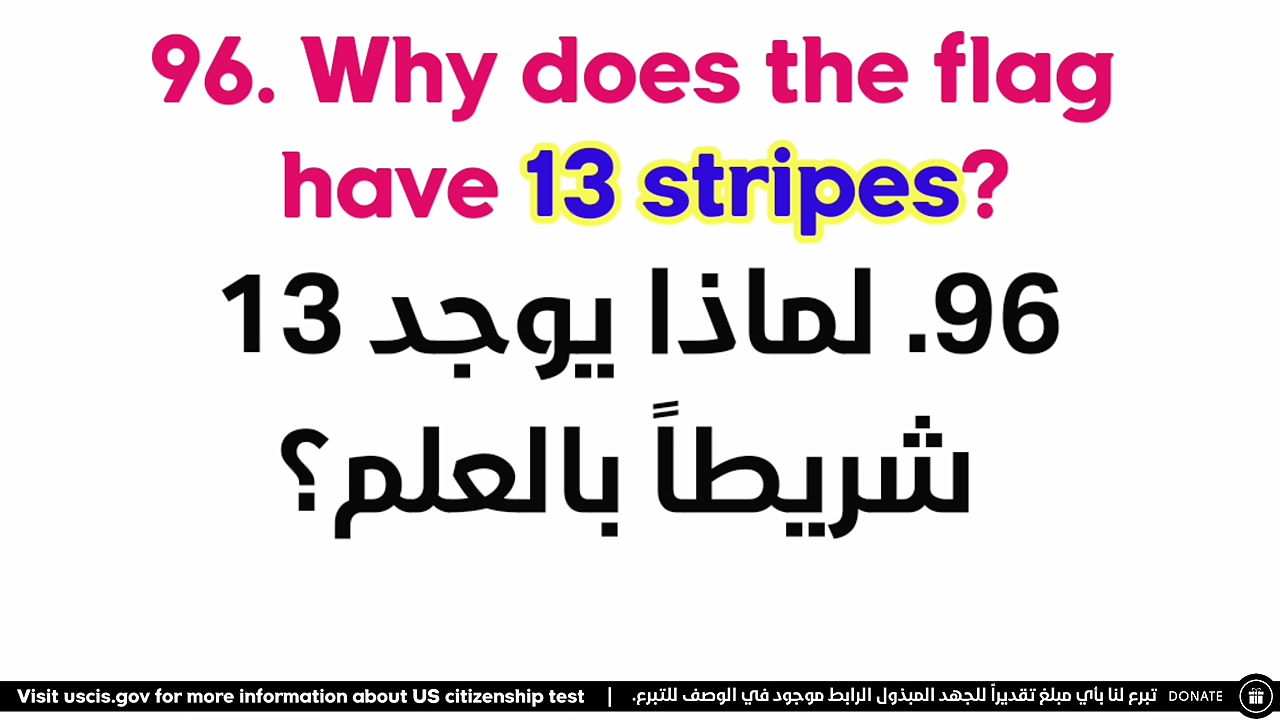 96. Why does the flag
have 13 stripes?
96. لماذا يوجد 13
شريطاً بالعلم؟
Visit uscis.gov for more information about US citizenship test | تبرع لنا بأي مبلغ تقديراً للجهد المبذول الرابط موجود في الوصف للتبرع. DONATE